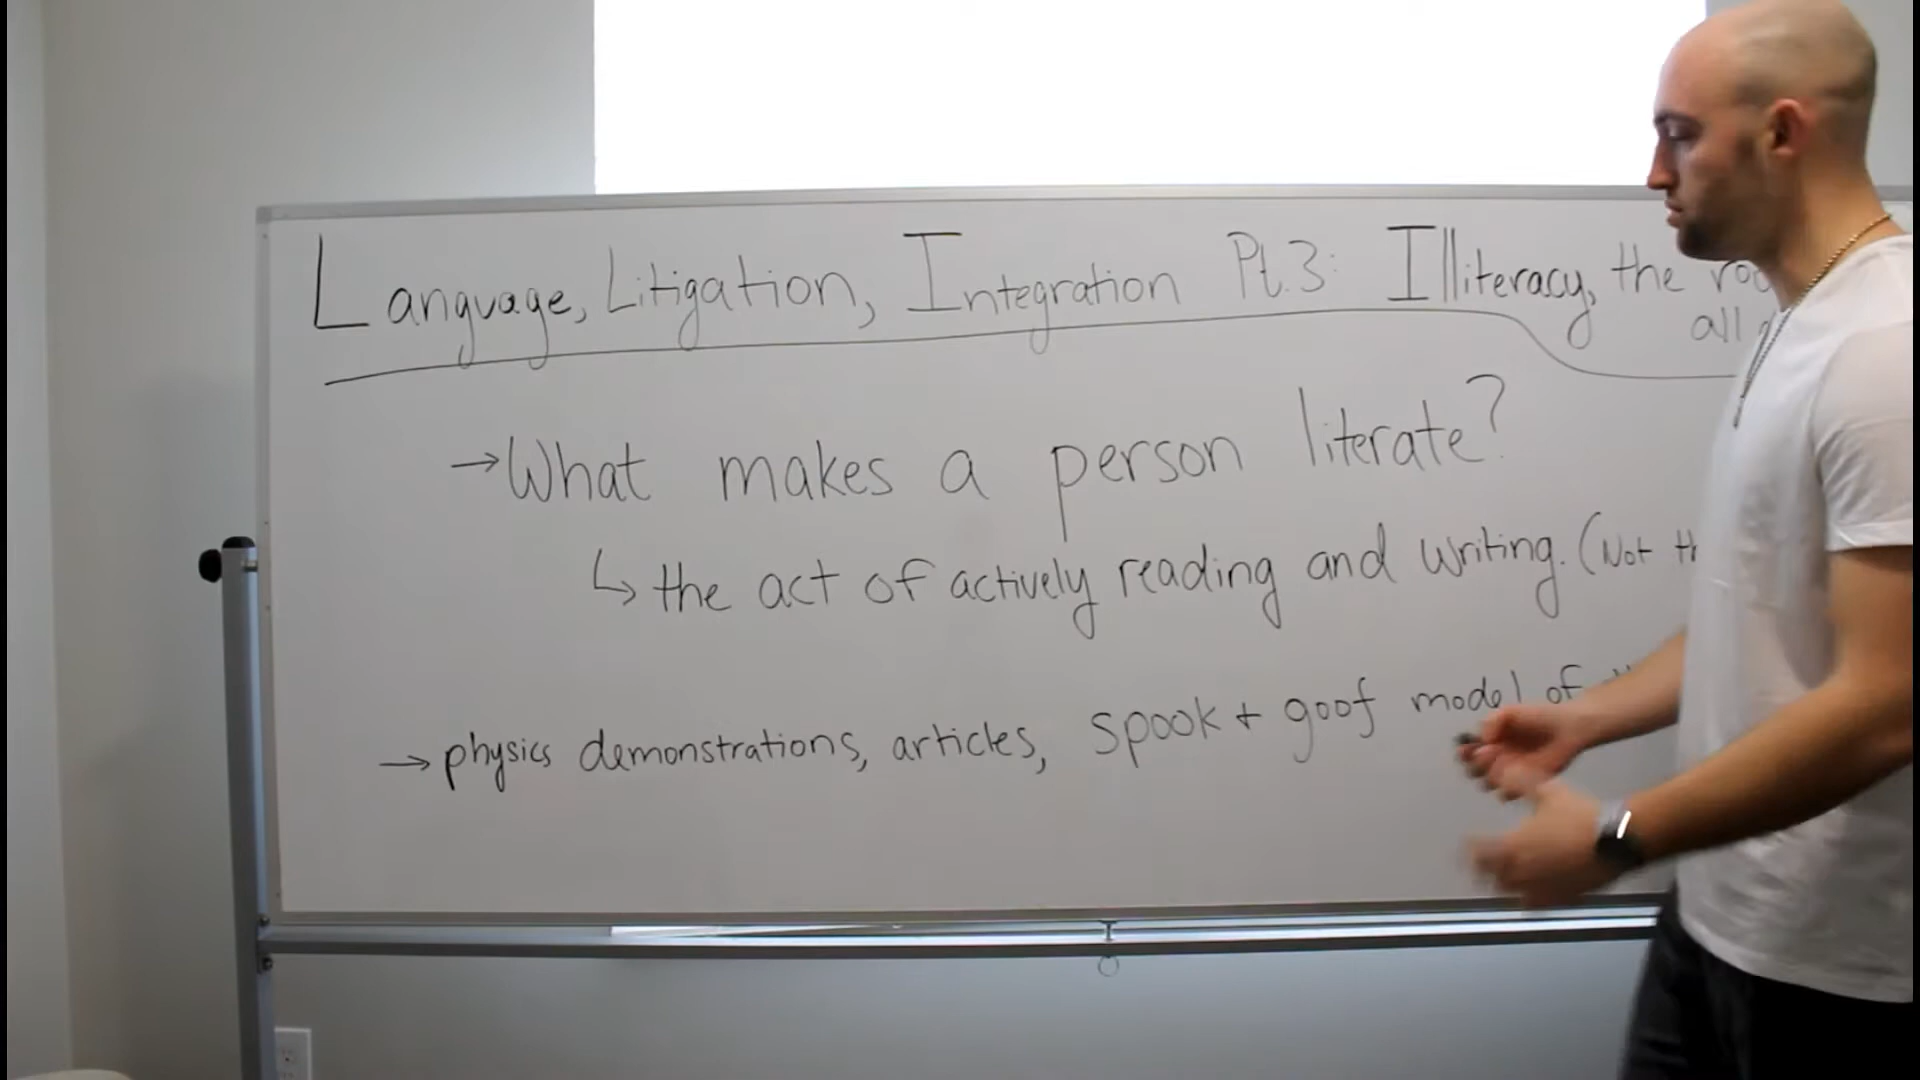 Language, Litigation, Integration Pt.3: Illiteracy, the
all
→What makes a person literate?
↳ the act of actively reading and writing. (Not
→ physics demonstrations, articles, spook + goof model of